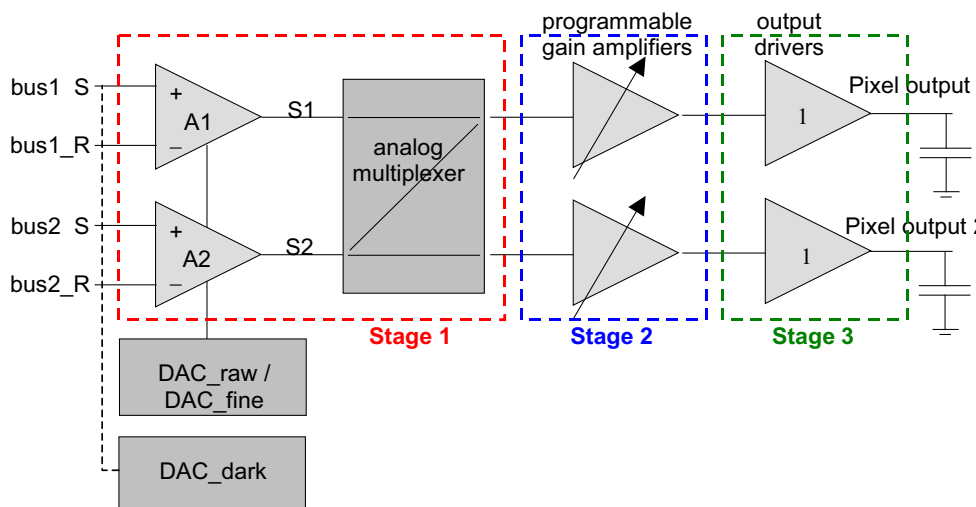 programmable
gain amplifiers
output
drivers
bus1 S
bus1_R
bus2 S
bus2_R
+
A1
–
S1
+
A2
–
S2
analog
multiplexer
1
1
Pixel output
Pixel output 2
Stage 1
Stage 2
Stage 3
DAC_raw /
DAC_fine
DAC_dark